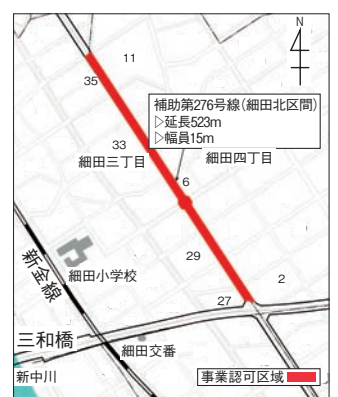 N
11
35
補助第276号線(細田北区間)
▷延長523m
▷幅員15m
33
細田三丁目
細田四丁目
6
29
2
27
新金線
細田小学校
三和橋
細田交番
新中川
事業認可区域